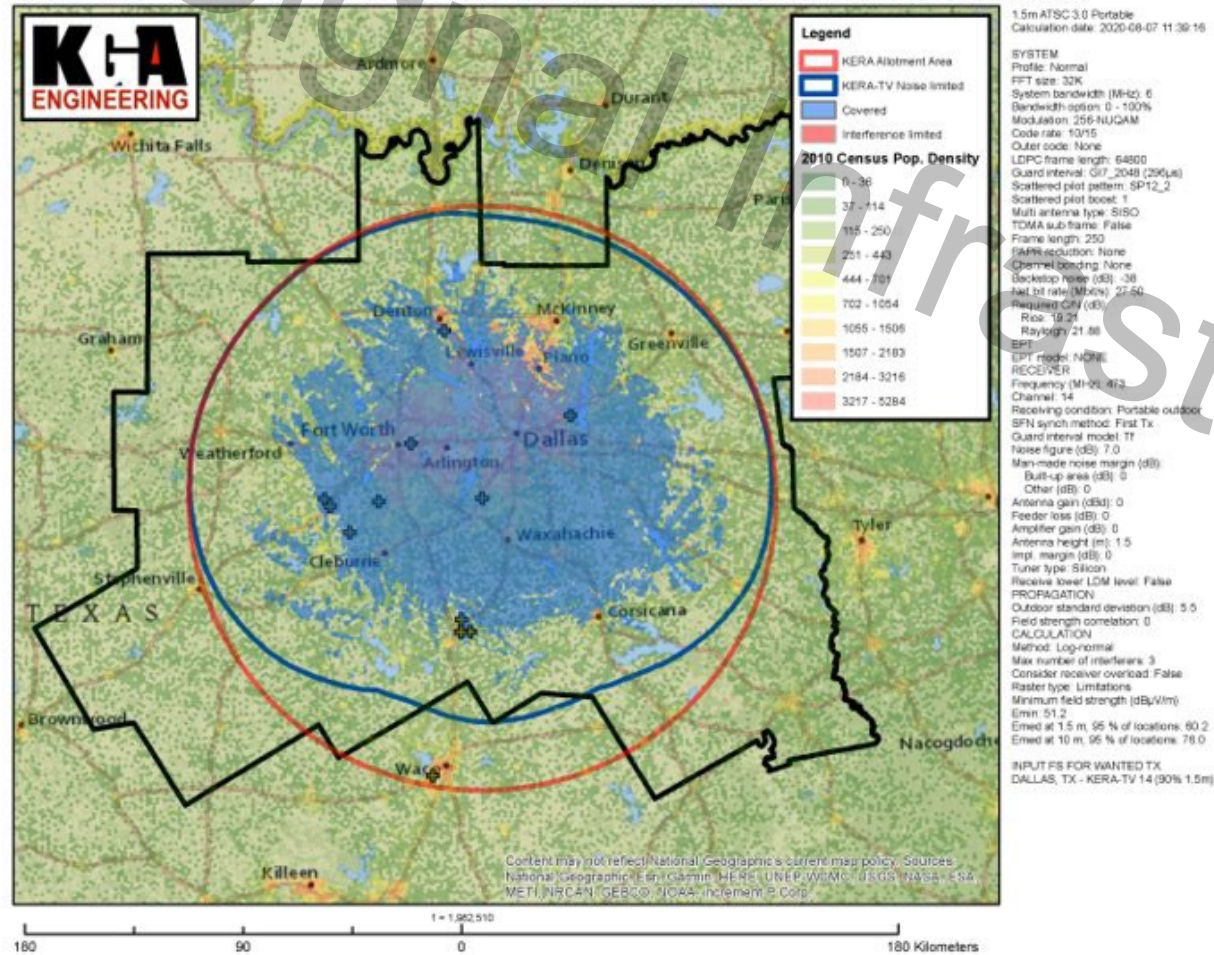 Signal Infrast
KGA
ENGINEERING
Ardmore
Durant
Wichita Falls
Denison
Paris
Denton
McKinney
Graham
Lewisville
Plano
Greenville
Fort Worth
Dallas
Weatherford
Arlington
Tyler
Waxahachie
Cleburne
Stephenville
TEXAS
Corsicana
Brownwood
Nacogdoche
Waco
Killeen
Legend
KERA Allotment Area
KERA-TV Noise limited
Covered
Interference limited
2010 Census Pop. Density
0 - 36
37 - 114
115 - 250
251 - 443
444 - 701
702 - 1054
1055 - 1506
1507 - 2183
2184 - 3216
3217 - 5284
Content may not reflect National Geographic's current map policy. Sources:
National Geographic, Esri, Garmin, HERE, UNEP-WCMC, USGS, NASA, ESA,
METI, NRCAN, GEBCO, NOAA, increment P Corp.
1 = 1,962,510
180 90 0 180 Kilometers
1.5m ATSC 3.0 Portable
Calculation date: 2020-08-07 11:39:16
SYSTEM
Profile: Normal
FFT size: 32K
System bandwidth (MHz): 6
Bandwidth option: 0 - 100%
Modulation: 256-NUQAM
Code rate: 10/15
Outer code: None
LDPC frame length: 64800
Guard interval: GI7_2048 (296µs)
Scattered pilot pattern: SP12_2
Scattered pilot boost: 1
Multi antenna type: SISO
TDMA sub frame: False
Frame length: 250
PAPR reduction: None
Channel bonding: None
Backstop noise (dB): -38
Net bit rate (Mbit/s): 27.50
Required C/N (dB)
Rice: 19.21
Rayleigh: 21.88
EPT
EPT model: NONE
RECEIVER
Frequency (MHz): 473
Channel: 14
Receiving condition: Portable outdoor
SFN synch method: First Tx
Guard interval model: Tf
Noise figure (dB): 7.0
Man-made noise margin (dB):
Built-up area (dB): 0
Other (dB): 0
Antenna gain (dBd): 0
Feeder loss (dB): 0
Amplifier gain (dB): 0
Antenna height (m): 1.5
Impl. margin (dB): 0
Tuner type: Silicon
Receive lower LDM level: False
PROPAGATION
Outdoor standard deviation (dB): 5.5
Field strength correlation: 0
CALCULATION
Method: Log-normal
Max number of interferers: 3
Consider receiver overload: False
Raster type: Limitations
Minimum field strength (dBµV/m)
Emin: 51.2
Emed at 1.5 m, 95 % of locations: 60.2
Emed at 10 m, 95 % of locations: 76.0
INPUT FS FOR WANTED TX
DALLAS, TX - KERA-TV 14 (90% 1.5m)